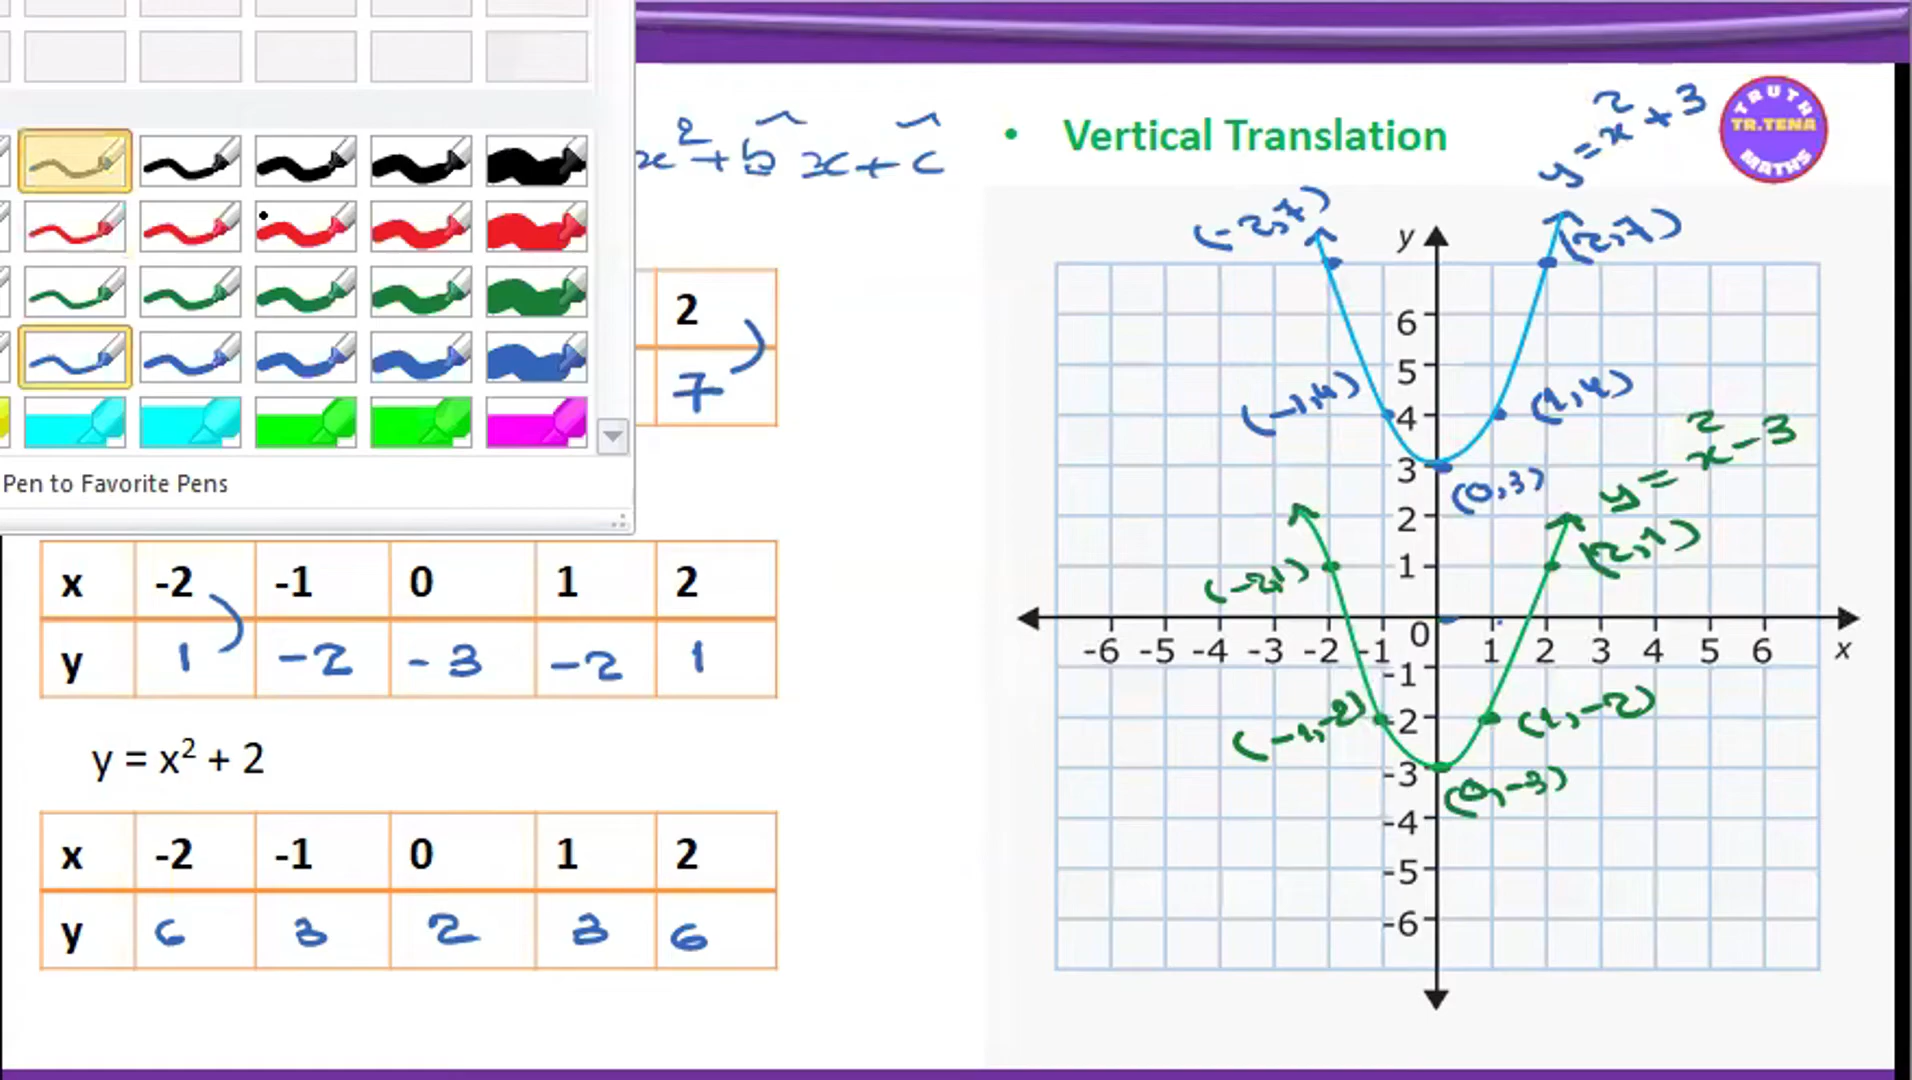 x²+bx+c
• Vertical Translation
y = x²+3
TRUTH
TR.TENA
MATHS
2
7
Pen to Favorite Pens
x -2 -1 0 1 2
y 1 -2 -3 -2 1
y = x² + 2
x -2 -1 0 1 2
y 6 3 2 3 6
(-2,7)
y
(2,7)
6
5
(-1,4)
4
(1,4)
3
(0,3)
y = x²-3
2
(-2,1)
1
(2,1)
-6 -5 -4 -3 -2 -1 0 1 2 3 4 5 6 x
-1
(-1,-2)
-2
(1,-2)
-3
(0,-3)
-4
-5
-6